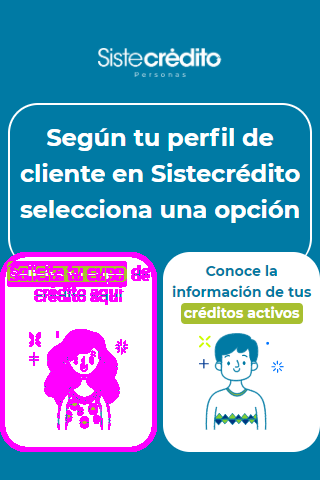 Sistecrédito
Personas
Según tu perfil de
cliente en Sistecrédito
selecciona una opción
crédito aquí
Conoce la
información de tus
créditos activos